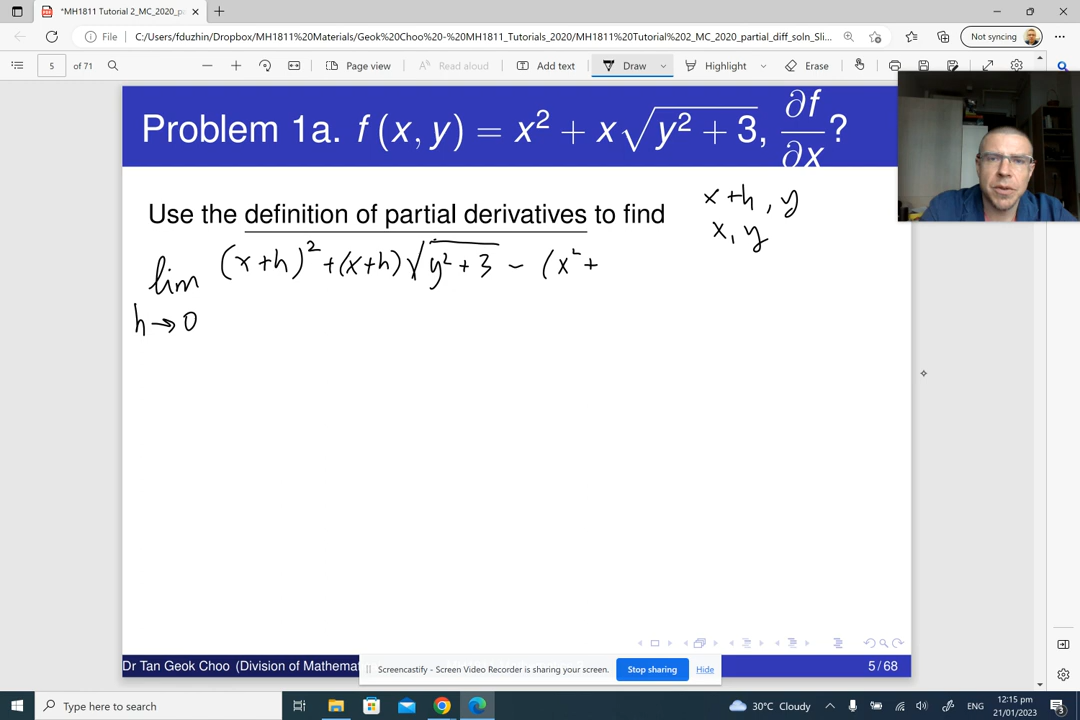 *MH1811 Tutorial 2_MC_2020_pa
File
C:/Users/fduzhin/Dropbox/MH1811%20Materials/Geok%20Choo%20-%20MH1811_Tutorials_2020/MH1811%20Tutorial%202_MC_2020_partial_diff_soln_Sli...
Not syncing
5 of 71
Page view
Read aloud
Add text
Draw
Highlight
Erase
Problem 1a. f(x, y) = x² + x√(y² + 3), ∂f/∂x?
x+h, y
Use the definition of partial derivatives to find
x, y
lim (x+h)² + (x+h)√(y² + 3) − (x² +
h→0
Dr Tan Geok Choo (Division of Mathemat
5 / 68
Screencastify - Screen Video Recorder is sharing your screen.
Stop sharing
Hide
Type here to search
30°C Cloudy
ENG
12:15 pm
21/01/2023
3